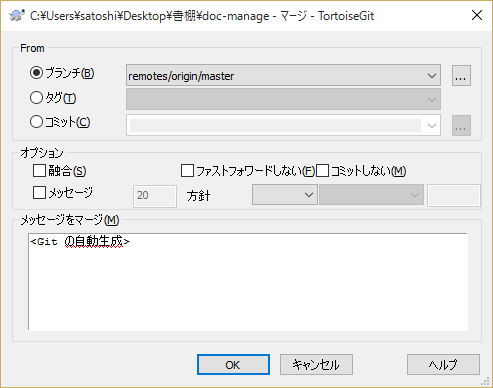 C:¥Users¥satoshi¥Desktop¥書棚¥doc-manage - マージ - TortoiseGit
From
ブランチ(B)
remotes/origin/master
...
タグ(T)
コミット(C)
...
オプション
融合(S)
ファストフォワードしない(F)
コミットしない(M)
メッセージ
20
方針
メッセージをマージ(M)
<Git の自動生成>
OK
キャンセル
ヘルプ